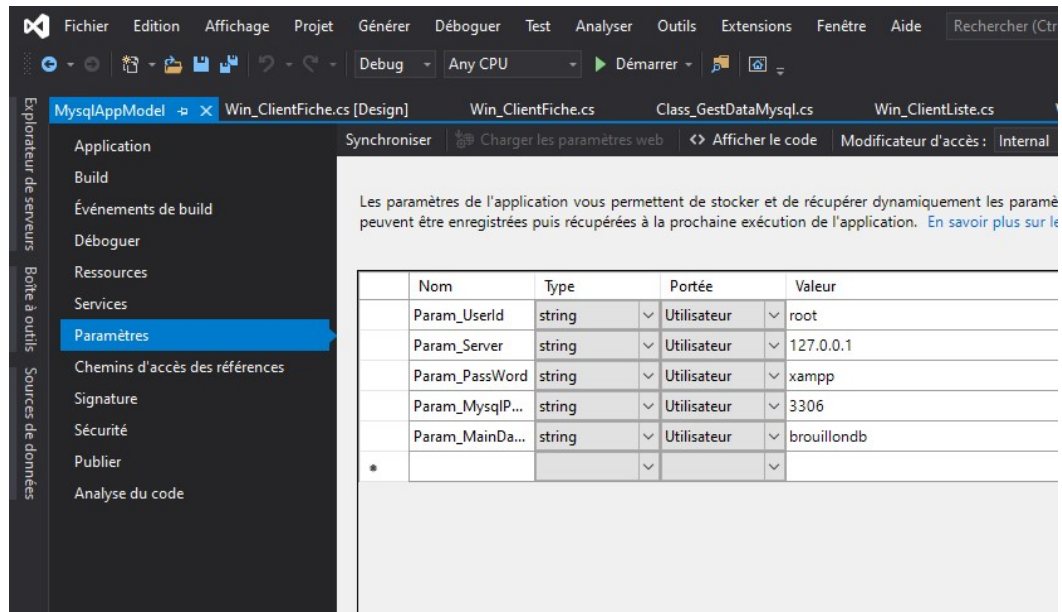 Fichier Edition Affichage Projet Générer Déboguer Test Analyser Outils Extensions Fenêtre Aide Rechercher (Ctr
Debug Any CPU Démarrer
MysqlAppModel Win_ClientFiche.cs [Design] Win_ClientFiche.cs Class_GestDataMysql.cs Win_ClientListe.cs
Explorateur de serveurs
Boîte à outils
Sources de données
Application
Build
Événements de build
Déboguer
Ressources
Services
Paramètres
Chemins d'accès des références
Signature
Sécurité
Publier
Analyse du code
Synchroniser Charger les paramètres web <> Afficher le code Modificateur d'accès : Internal
Les paramètres de l'application vous permettent de stocker et de récupérer dynamiquement les paramè
peuvent être enregistrées puis récupérées à la prochaine exécution de l'application. En savoir plus sur le
Nom Type Portée Valeur
Param_UserId string Utilisateur root
Param_Server string Utilisateur 127.0.0.1
Param_PassWord string Utilisateur xampp
Param_MysqlP... string Utilisateur 3306
Param_MainDa... string Utilisateur brouillondb